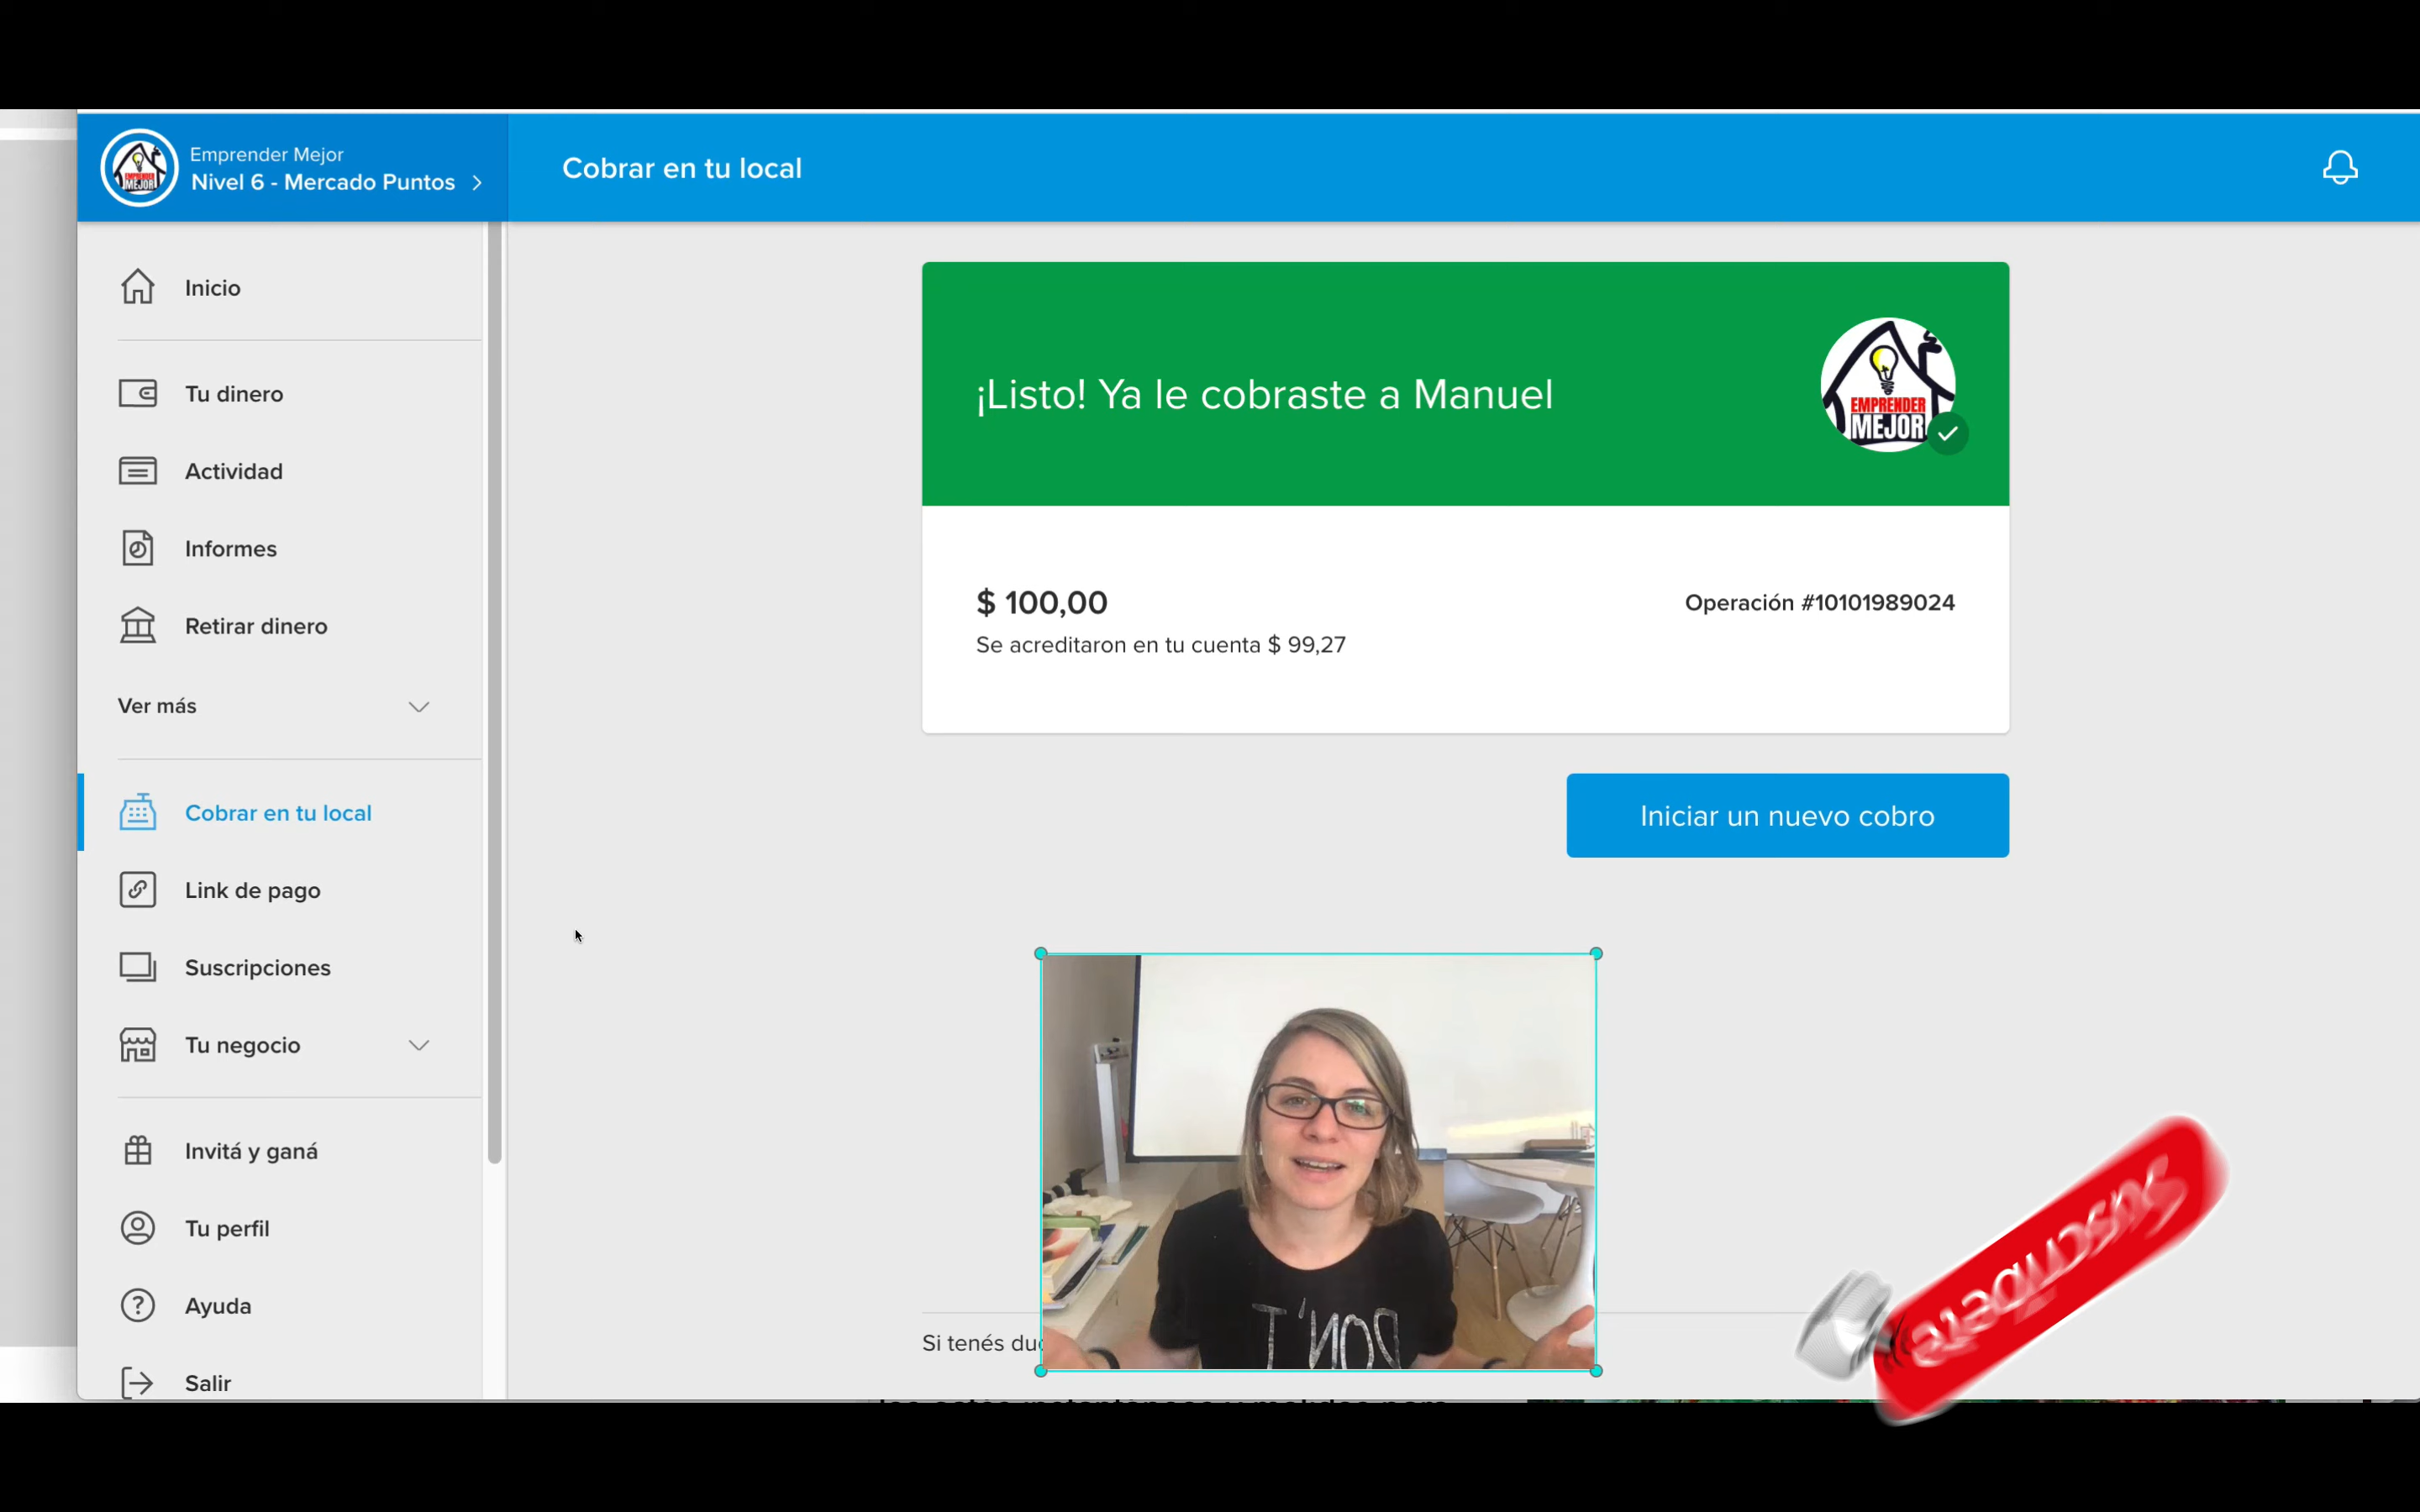 Emprender Mejor
Nivel 6 - Mercado Puntos
Cobrar en tu local
Inicio
Tu dinero
Actividad
Informes
Retirar dinero
Ver más
Cobrar en tu local
Link de pago
Suscripciones
Tu negocio
Invitá y ganá
Tu perfil
Ayuda
Salir
¡Listo! Ya le cobraste a Manuel
EMPRENDER
MEJOR
$ 100,00
Operación #10101989024
Se acreditaron en tu cuenta $ 99,27
Iniciar un nuevo cobro
DON'T
Si tenés
Suscribete